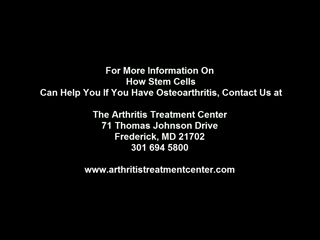 For More Information On
How Stem Cells
Can Help You If You Have Osteoarthritis, Contact Us at
The Arthritis Treatment Center
71 Thomas Johnson Drive
Frederick, MD 21702
301 694 5800
www.arthritistreatmentcenter.com